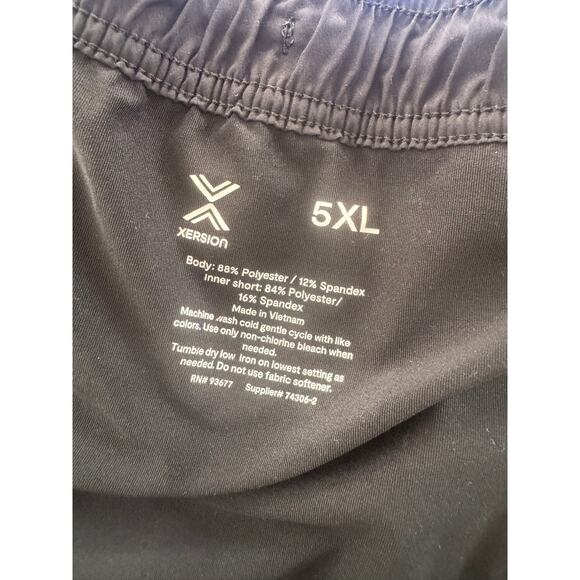 XERSION
5XL
Body: 88% Polyester / 12% Spandex
Inner short: 84% Polyester/
16% Spandex
Made in Vietnam
Machine wash cold gentle cycle with like
colors. Use only non-chlorine bleach when
needed.
Tumble dry low Iron on lowest setting as
needed. Do not use fabric softener.
RN# 93677 Supplier# 74306-2